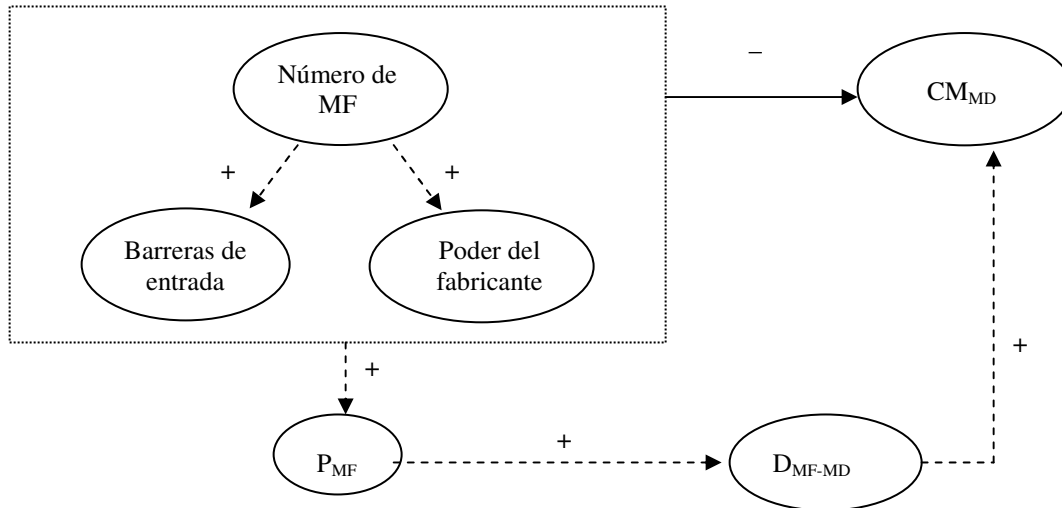 Número de
MF
–
CM_MD
+
+
Barreras de
entrada
Poder del
fabricante
+
+
+
P_MF
D_MF-MD